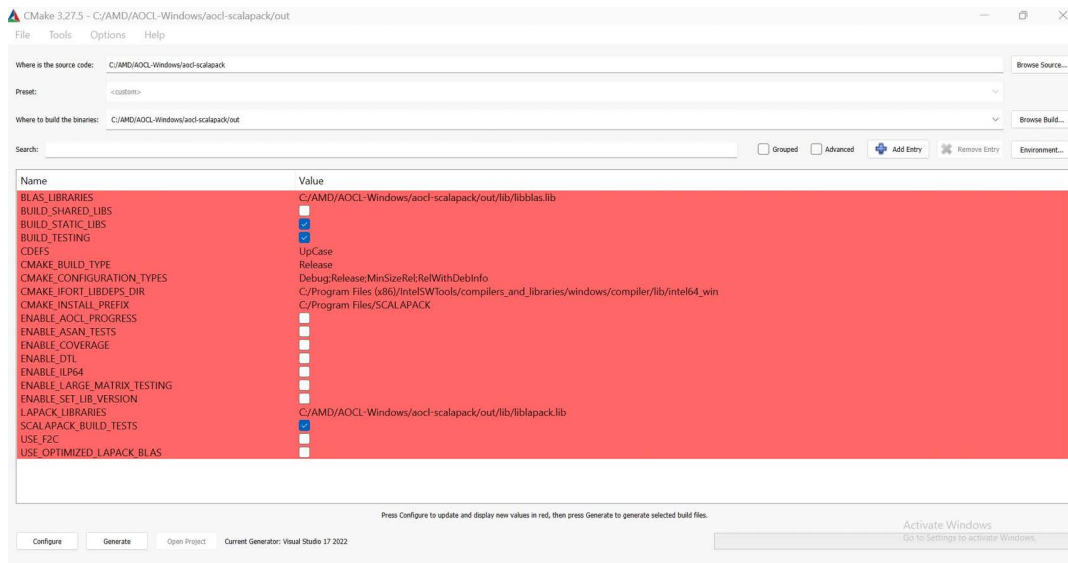 CMake 3.27.5 - C:/AMD/AOCL-Windows/aocl-scalapack/out
File Tools Options Help
Where is the source code: C:/AMD/AOCL-Windows/aocl-scalapack Browse Source...
Preset: <custom>
Where to build the binaries: C:/AMD/AOCL-Windows/aocl-scalapack/out Browse Build...
Search: Grouped Advanced Add Entry Remove Entry Environment...
Name Value
BLAS_LIBRARIES C:/AMD/AOCL-Windows/aocl-scalapack/out/lib/libblas.lib
BUILD_SHARED_LIBS
BUILD_STATIC_LIBS
BUILD_TESTING
CDEFS UpCase
CMAKE_BUILD_TYPE Release
CMAKE_CONFIGURATION_TYPES Debug;Release;MinSizeRel;RelWithDebInfo
CMAKE_IFORT_LIBDEPS_DIR C:/Program Files (x86)/IntelSWTools/compilers_and_libraries/windows/compiler/lib/intel64_win
CMAKE_INSTALL_PREFIX C:/Program Files/SCALAPACK
ENABLE_AOCL_PROGRESS
ENABLE_ASAN_TESTS
ENABLE_COVERAGE
ENABLE_DTL
ENABLE_ILP64
ENABLE_LARGE_MATRIX_TESTING
ENABLE_SET_LIB_VERSION
LAPACK_LIBRARIES C:/AMD/AOCL-Windows/aocl-scalapack/out/lib/liblapack.lib
SCALAPACK_BUILD_TESTS
USE_F2C
USE_OPTIMIZED_LAPACK_BLAS
Press Configure to update and display new values in red, then press Generate to generate selected build files.
Activate Windows
Go to Settings to activate Windows.
Configure Generate Open Project Current Generator: Visual Studio 17 2022